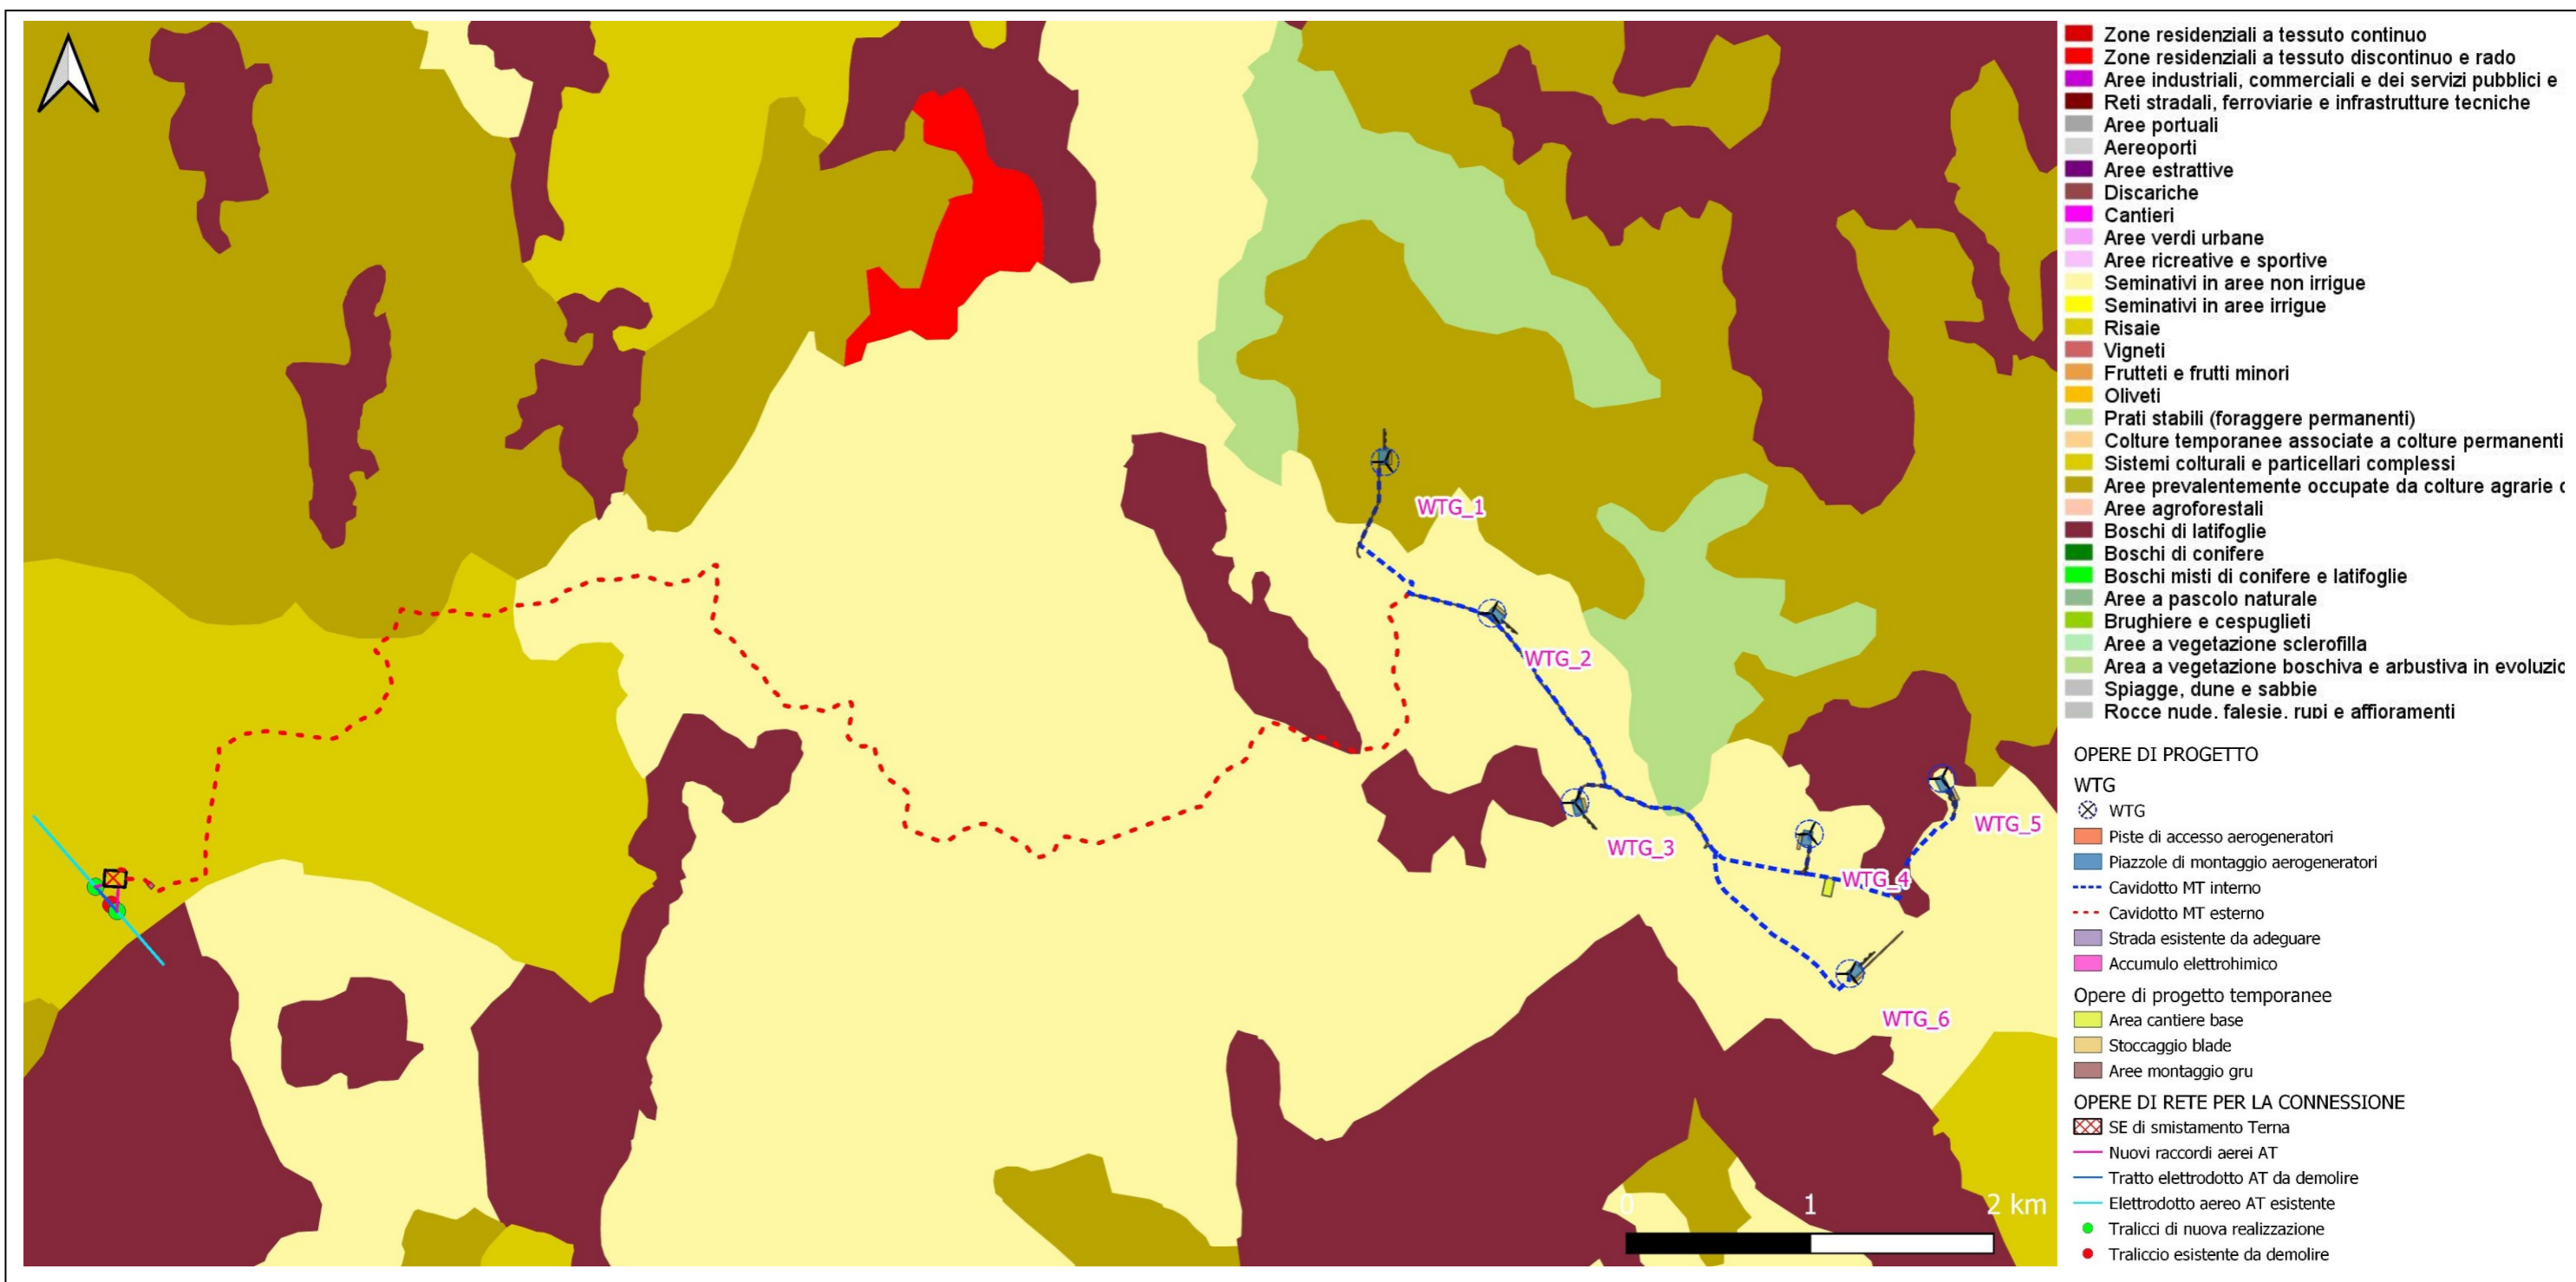 Zone residenziali a tessuto continuo
Zone residenziali a tessuto discontinuo e rado
Aree industriali, commerciali e dei servizi pubblici e
Reti stradali, ferroviarie e infrastrutture tecniche
Aree portuali
Aereoporti
Aree estrattive
Discariche
Cantieri
Aree verdi urbane
Aree ricreative e sportive
Seminativi in aree non irrigue
Seminativi in aree irrigue
Risaie
Vigneti
Frutteti e frutti minori
Oliveti
Prati stabili (foraggere permanenti)
Colture temporanee associate a colture permanenti
Sistemi colturali e particellari complessi
Aree prevalentemente occupate da colture agrarie c
Aree agroforestali
Boschi di latifoglie
Boschi di conifere
Boschi misti di conifere e latifoglie
Aree a pascolo naturale
Brughiere e cespuglieti
Aree a vegetazione sclerofilla
Area a vegetazione boschiva e arbustiva in evoluzic
Spiagge, dune e sabbie
Rocce nude, falesie, rupi e affioramenti
OPERE DI PROGETTO
WTG
WTG
Piste di accesso aerogeneratori
Piazzole di montaggio aerogeneratori
Cavidotto MT interno
Cavidotto MT esterno
Strada esistente da adeguare
Accumulo elettrohimico
Opere di progetto temporanee
Area cantiere base
Stoccaggio blade
Aree montaggio gru
OPERE DI RETE PER LA CONNESSIONE
SE di smistamento Terna
Nuovi raccordi aerei AT
Tratto elettrodotto AT da demolire
Elettrodotto aereo AT esistente
Tralicci di nuova realizzazione
Traliccio esistente da demolire
WTG_1
WTG_2
WTG_3
WTG_4
WTG_5
WTG_6
0 1 2 km